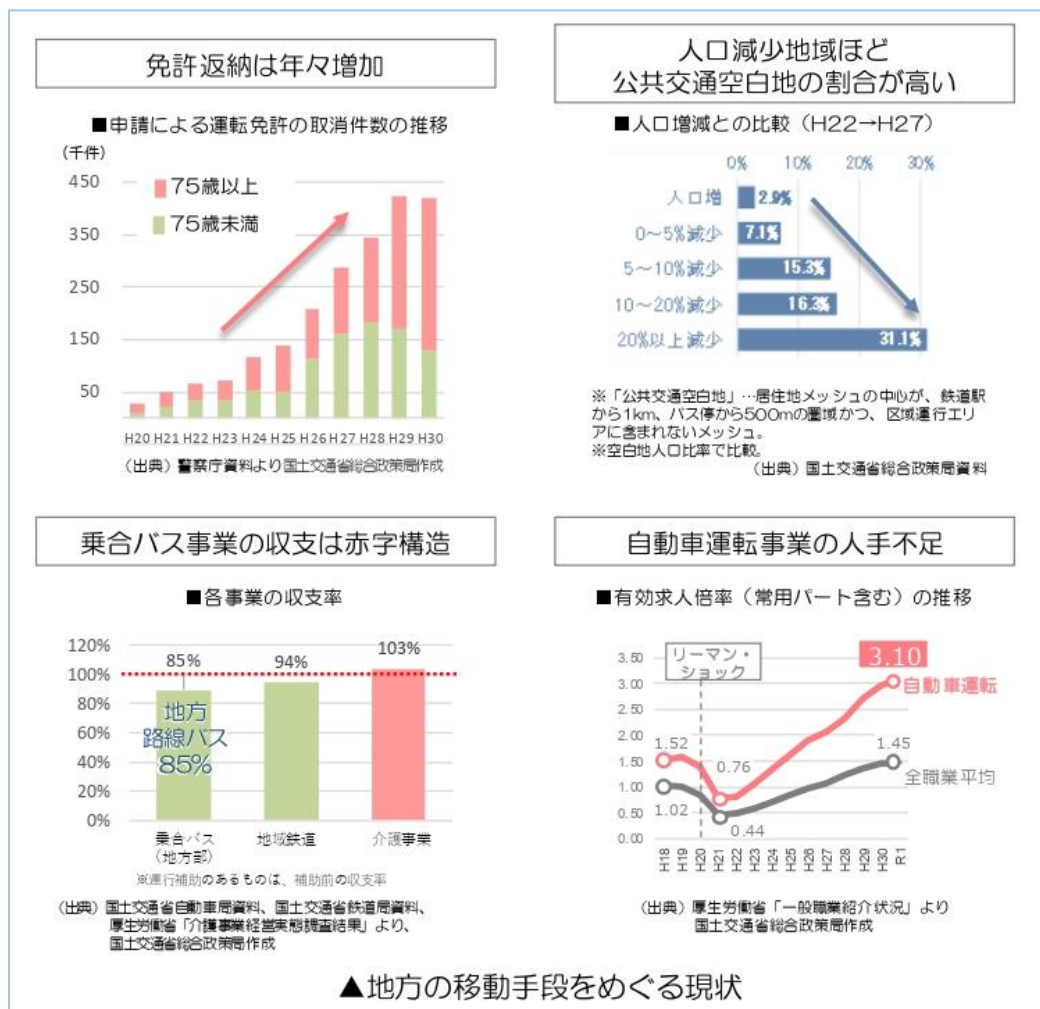 免許返納は年々増加
■申請による運転免許の取消件数の推移
(千件)
450
350
250
150
50
75歳以上
75歳未満
H20 H21 H22 H23 H24 H25 H26 H27 H28 H29 H30
(出典)警察庁資料より国土交通省総合政策局作成
人口減少地域ほど
公共交通空白地の割合が高い
■人口増減との比較(H22→H27)
0% 10% 20% 30%
人口増 2.9%
0~5%減少 7.1%
5~10%減少 15.3%
10~20%減少 16.3%
20%以上減少 31.1%
※「公共交通空白地」…居住地メッシュの中心が、鉄道駅
から1km、バス停から500mの圏域かつ、区域運行エリ
アに含まれないメッシュ。
※空白地人口比率で比較。
(出典)国土交通省総合政策局資料
乗合バス事業の収支は赤字構造
■各事業の収支率
120%
100%
80%
60%
40%
20%
0%
85% 94% 103%
地方
路線バス
85%
乗合バス
(地方部)
地域鉄道
介護事業
※運行補助のあるものは、補助前の収支率
(出典)国土交通省自動車局資料、国土交通省鉄道局資料、
厚生労働省「介護事業経営実態調査結果」より、
国土交通省総合政策局作成
自動車運転事業の人手不足
■有効求人倍率(常用パート含む)の推移
3.50
3.00
2.50
2.00
1.50
1.00
0.50
0.00
リーマン・
ショック
3.10
自動車運転
1.52
0.76
1.45
全職業平均
1.02
0.44
H18 H19 H20 H21 H22 H23 H24 H25 H26 H27 H28 H29 H30 R1
(出典)厚生労働省「一般職業紹介状況」より
国土交通省総合政策局作成
▲地方の移動手段をめぐる現状